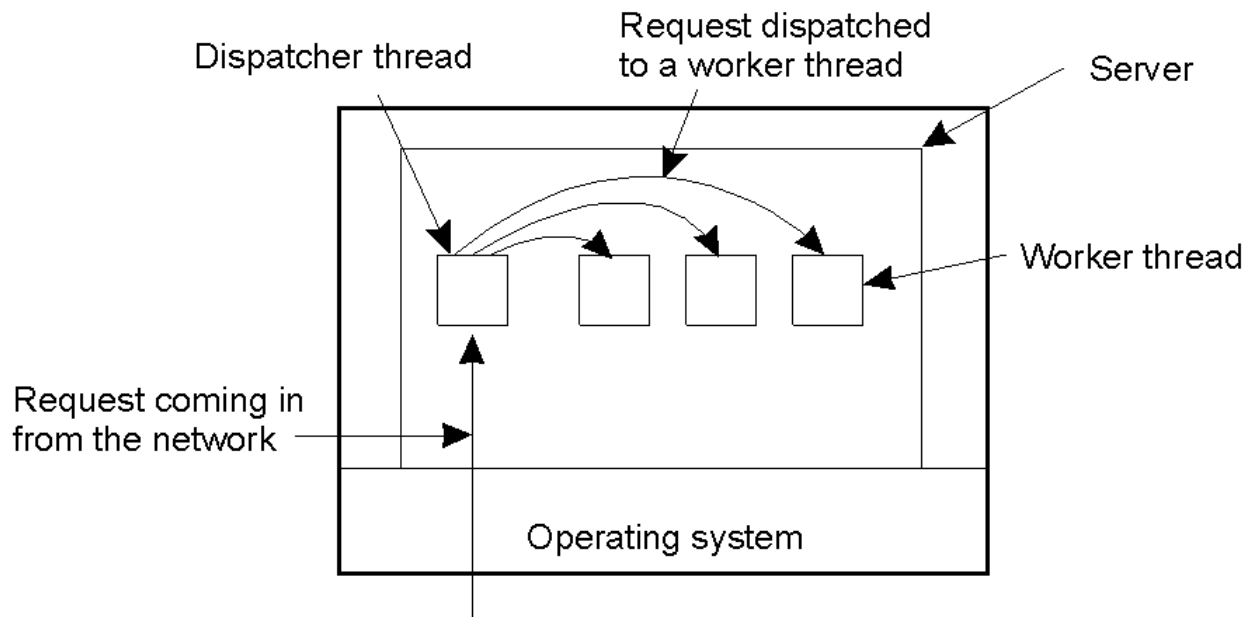 Dispatcher thread
Request dispatched
to a worker thread
Server
Worker thread
Request coming in
from the network
Operating system